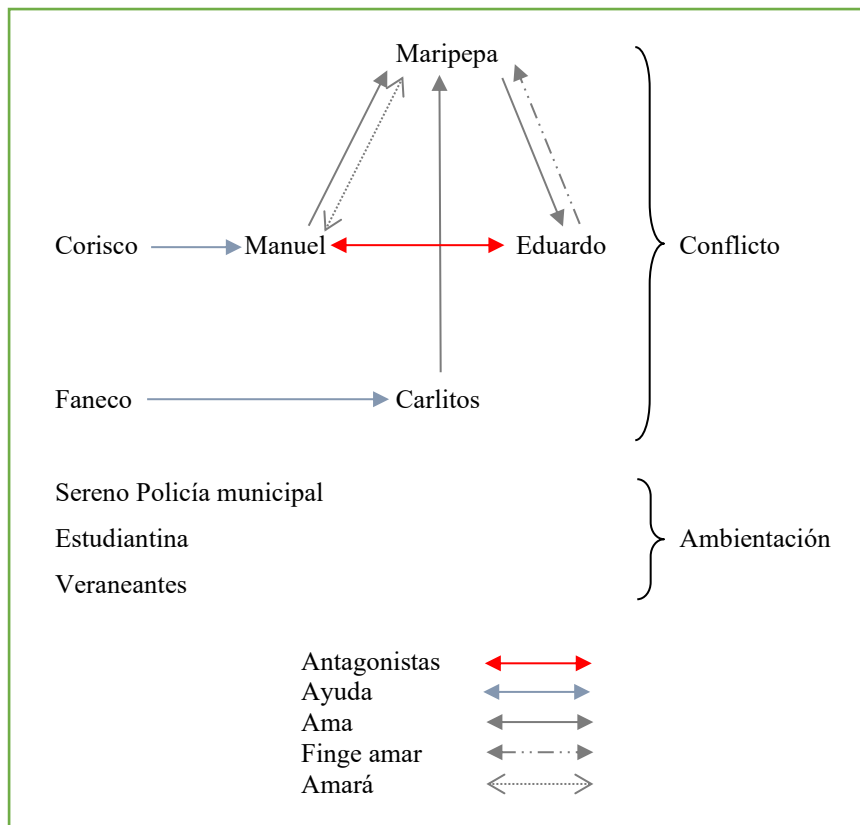 Maripepa
Corisco Manuel Eduardo Conflicto
Faneco Carlitos
Sereno Policía municipal
Estudiantina Ambientación
Veraneantes
Antagonistas
Ayuda
Ama
Finge amar
Amará